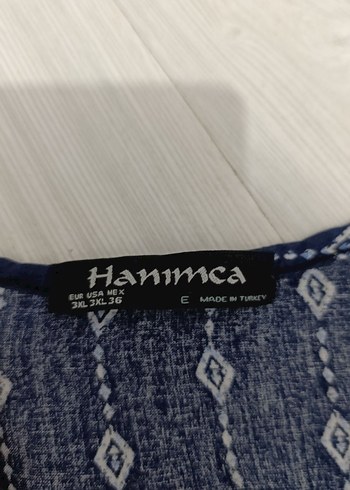 Hanımca
EUR USA MEX
3XL 3XL 36 E MADE IN TURKEY